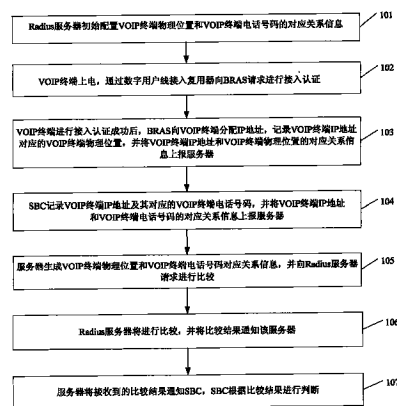 Radius服务器初始配置VOIP终端物理位置和VOIP终端电话号码的对应关系信息
101
VOIP终端上电，通过数字用户线接入复用器向BRAS请求进行接入认证
102
VOIP终端进行接入认证成功后，BRAS向VOIP终端分配IP地址，记录VOIP终端IP地址
对应的VOIP终端物理位置，并将VOIP终端IP地址和VOIP终端物理位置的对应关系信
息上报服务器
103
SBC记录VOIP终端IP地址及其对应的VOIP终端电话号码，并将VOIP终端IP地址
和VOIP终端电话号码的对应关系信息上报服务器
104
服务器生成VOIP终端物理位置和VOIP终端电话号码对应关系信息，并向Radius服务器
请求进行比较
105
Radius服务器将进行比较，并将比较结果通知该服务器
106
服务器将接收到的比较结果通知SBC，SBC根据比较结果进行判断
107